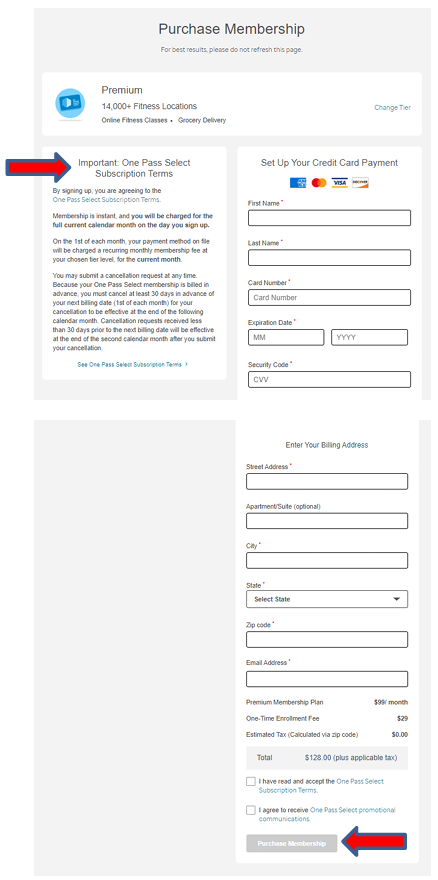 Purchase Membership
For best results, please do not refresh this page.
Premium
14,000+ Fitness Locations
Online Fitness Classes • Grocery Delivery
Change Tier
Important: One Pass Select
Subscription Terms
By signing up, you are agreeing to the
One Pass Select Subscription Terms.
Membership is instant, and you will be charged for the
full current calendar month on the day you sign up.
On the 1st of each month, your payment method on file
will be charged a recurring monthly membership fee at
your chosen tier level, for the current month.
You may submit a cancellation request at any time.
Because your One Pass Select membership is billed in
advance, you must cancel at least 30 days in advance of
your next billing date (1st of each month) for your
cancellation to be effective at the end of the following
calendar month. Cancellation requests received less
than 30 days prior to the next billing date will be effective
at the end of the second calendar month after you submit
your cancellation.
See One Pass Select Subscription Terms >
Set Up Your Credit Card Payment
VISA DISCOVER
First Name *
Last Name *
Card Number *
Card Number
Expiration Date *
MM YYYY
Security Code *
CVV
Enter Your Billing Address
Street Address *
Apartment/Suite (optional)
City *
State *
Select State
Zip code *
Email Address *
Premium Membership Plan $99/ month
One-Time Enrollment Fee $29
Estimated Tax (Calculated via zip code) $0.00
Total $128.00 (plus applicable tax)
I have read and accept the One Pass Select
Subscription Terms.
I agree to receive One Pass Select promotional
communications.
Purchase Membership